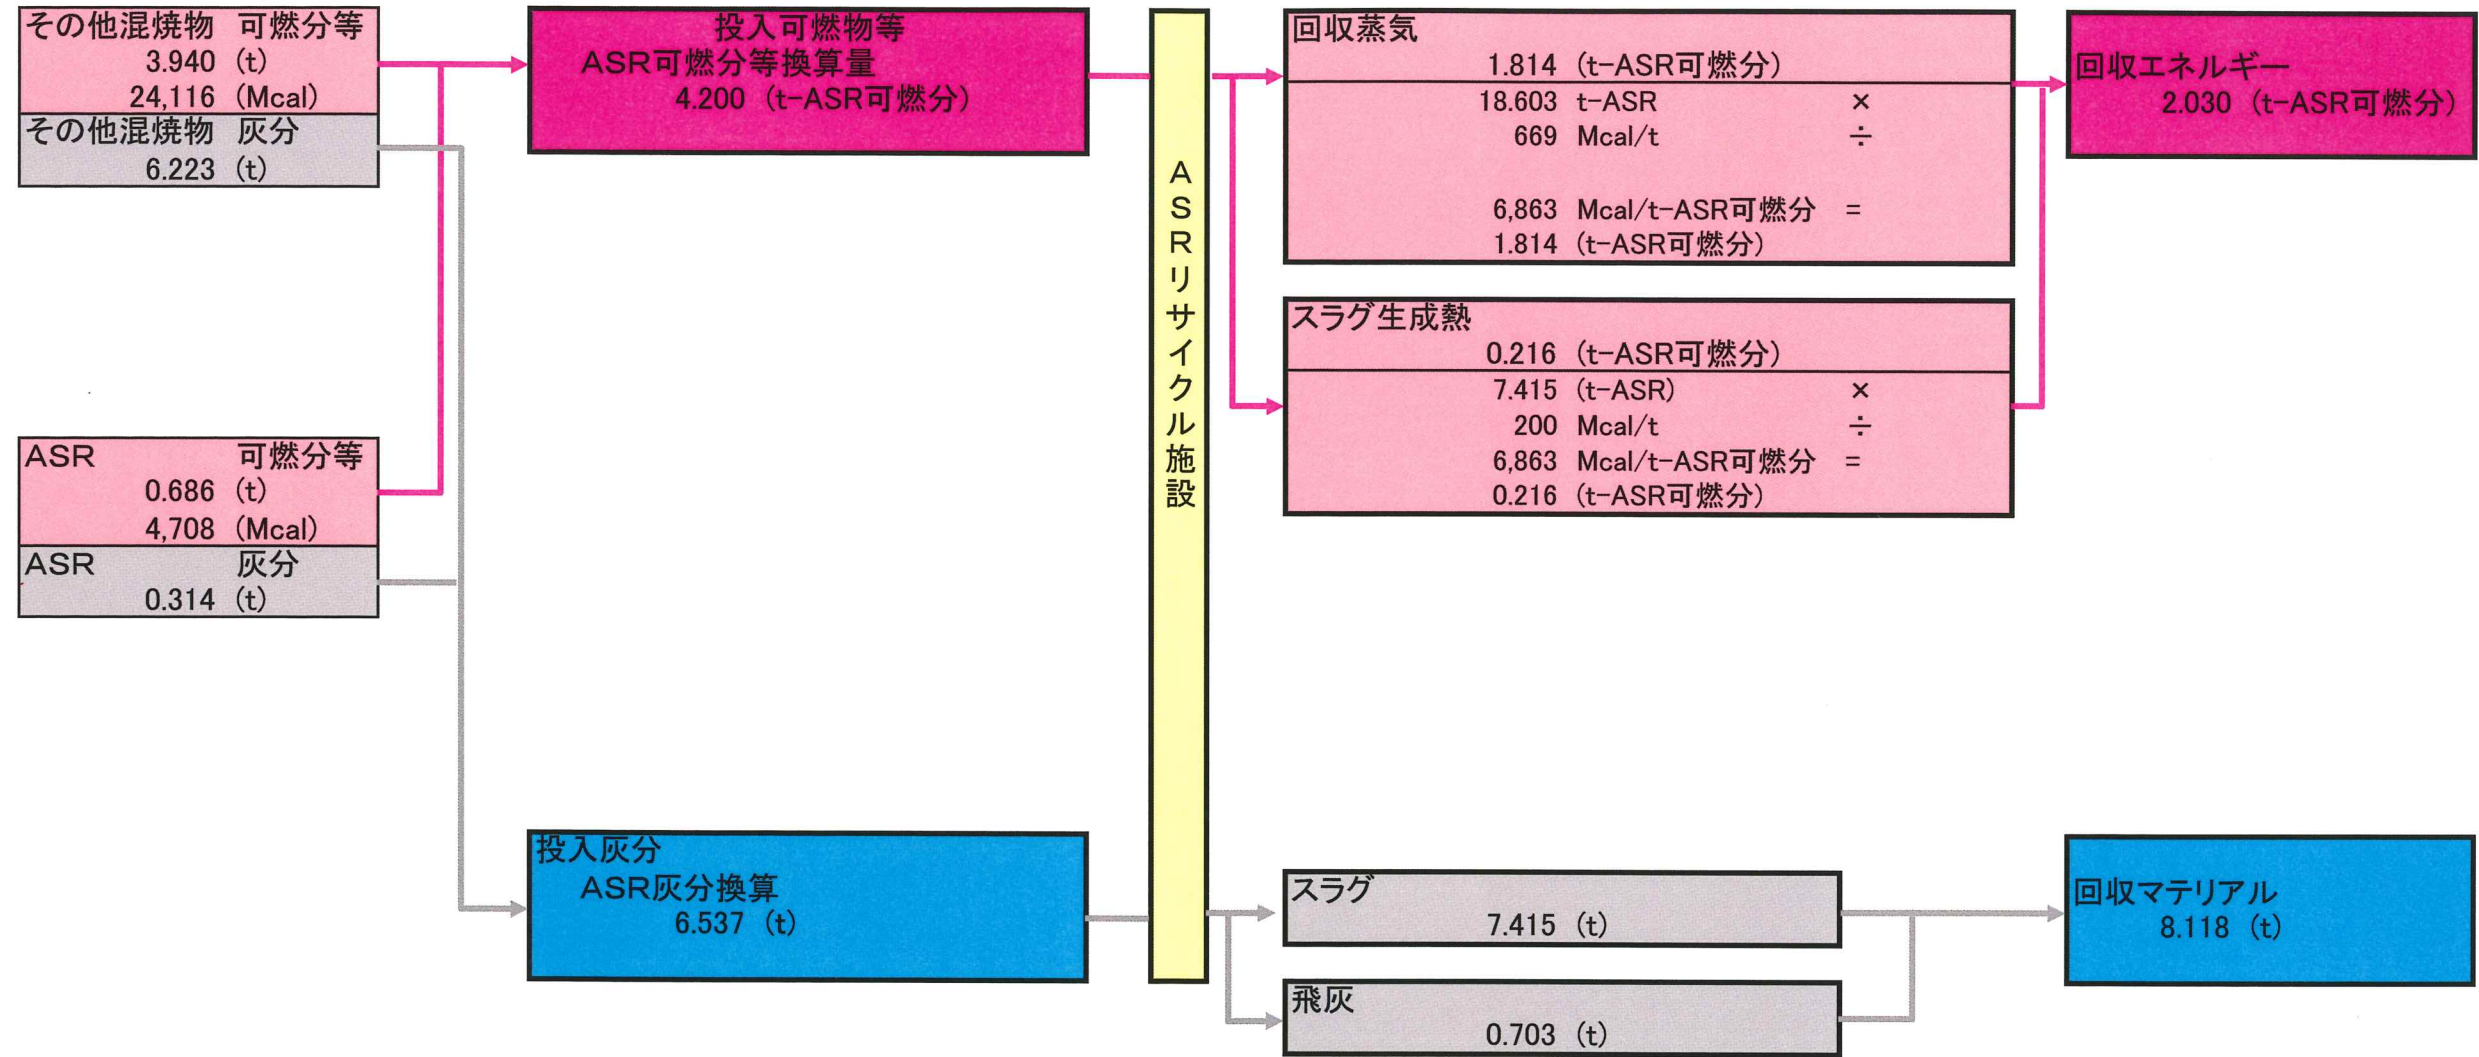 その他混焼物 可燃分等
3.940 (t)
24,116 (Mcal)
その他混焼物 灰分
6.223 (t)
ASR 可燃分等
0.686 (t)
4,708 (Mcal)
ASR 灰分
0.314 (t)
投入可燃物等
ASR可燃分等換算量
4.200 (t-ASR可燃分)
投入灰分
ASR灰分換算
6.537 (t)
ASRリサイクル施設
回収蒸気
1.814 (t-ASR可燃分)
18.603 t-ASR ×
669 Mcal/t ÷
6,863 Mcal/t-ASR可燃分 =
1.814 (t-ASR可燃分)
スラグ生成熱
0.216 (t-ASR可燃分)
7.415 (t-ASR) ×
200 Mcal/t ÷
6,863 Mcal/t-ASR可燃分 =
0.216 (t-ASR可燃分)
スラグ
7.415 (t)
飛灰
0.703 (t)
回収エネルギー
2.030 (t-ASR可燃分)
回収マテリアル
8.118 (t)